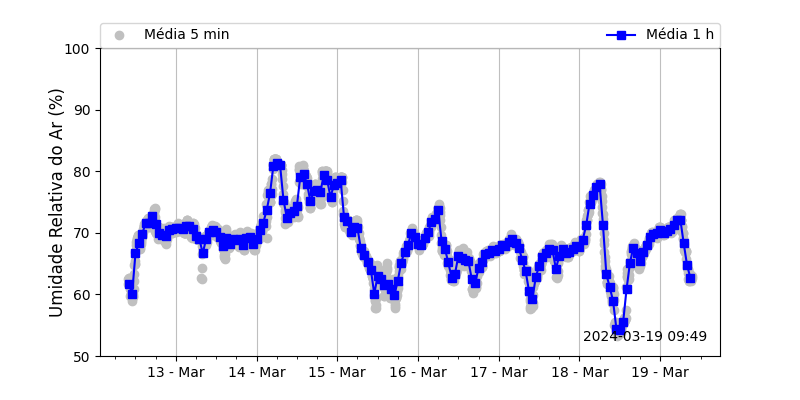 Média 5 min
Média 1 h
Umidade Relativa do Ar (%)
100
90
80
70
60
50
2024-03-19 09:49
13 - Mar
14 - Mar
15 - Mar
16 - Mar
17 - Mar
18 - Mar
19 - Mar